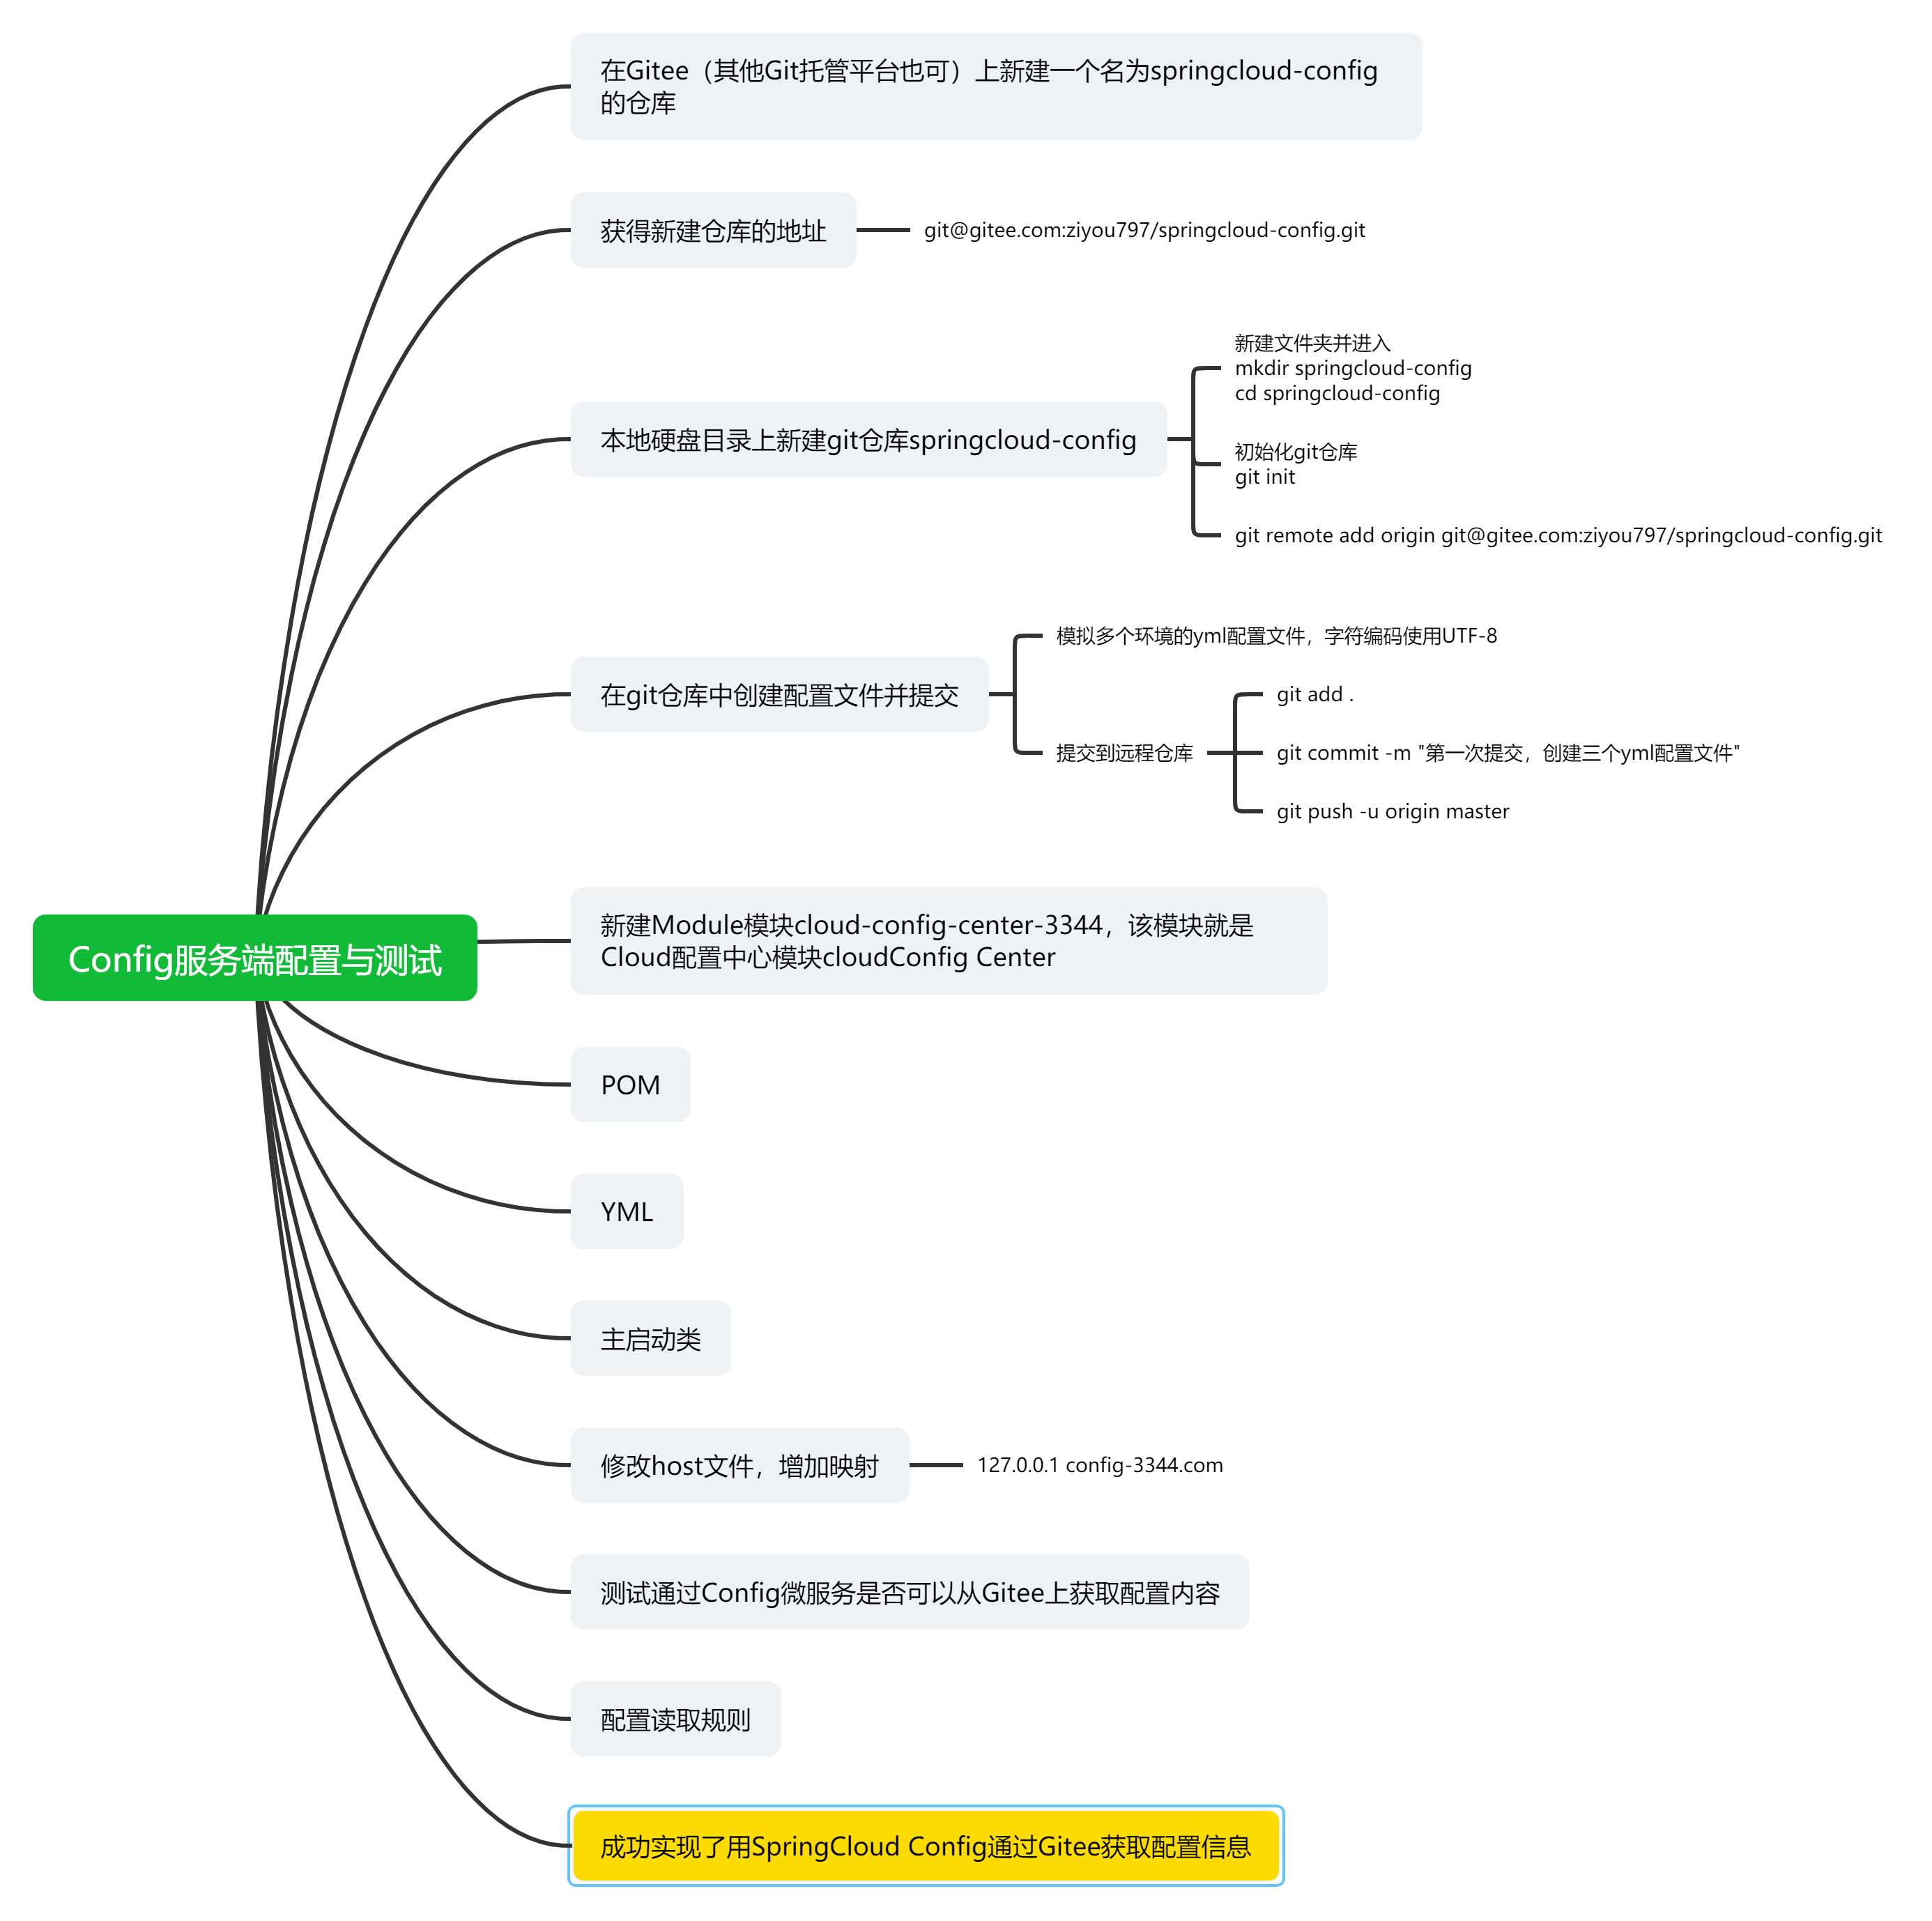 在Gitee（其他Git托管平台也可）上新建一个名为springcloud-config
的仓库
获得新建仓库的地址
git@gitee.com:ziyou797/springcloud-config.git
本地硬盘目录上新建git仓库springcloud-config
新建文件夹并进入
mkdir springcloud-config
cd springcloud-config
初始化git仓库
git init
git remote add origin git@gitee.com:ziyou797/springcloud-config.git
在git仓库中创建配置文件并提交
模拟多个环境的yml配置文件，字符编码使用UTF-8
提交到远程仓库
git add .
git commit -m "第一次提交，创建三个yml配置文件"
git push -u origin master
Config服务端配置与测试
新建Module模块cloud-config-center-3344，该模块就是
Cloud配置中心模块cloudConfig Center
POM
YML
主启动类
修改host文件，增加映射
127.0.0.1 config-3344.com
测试通过Config微服务是否可以从Gitee上获取配置内容
配置读取规则
成功实现了用SpringCloud Config通过Gitee获取配置信息